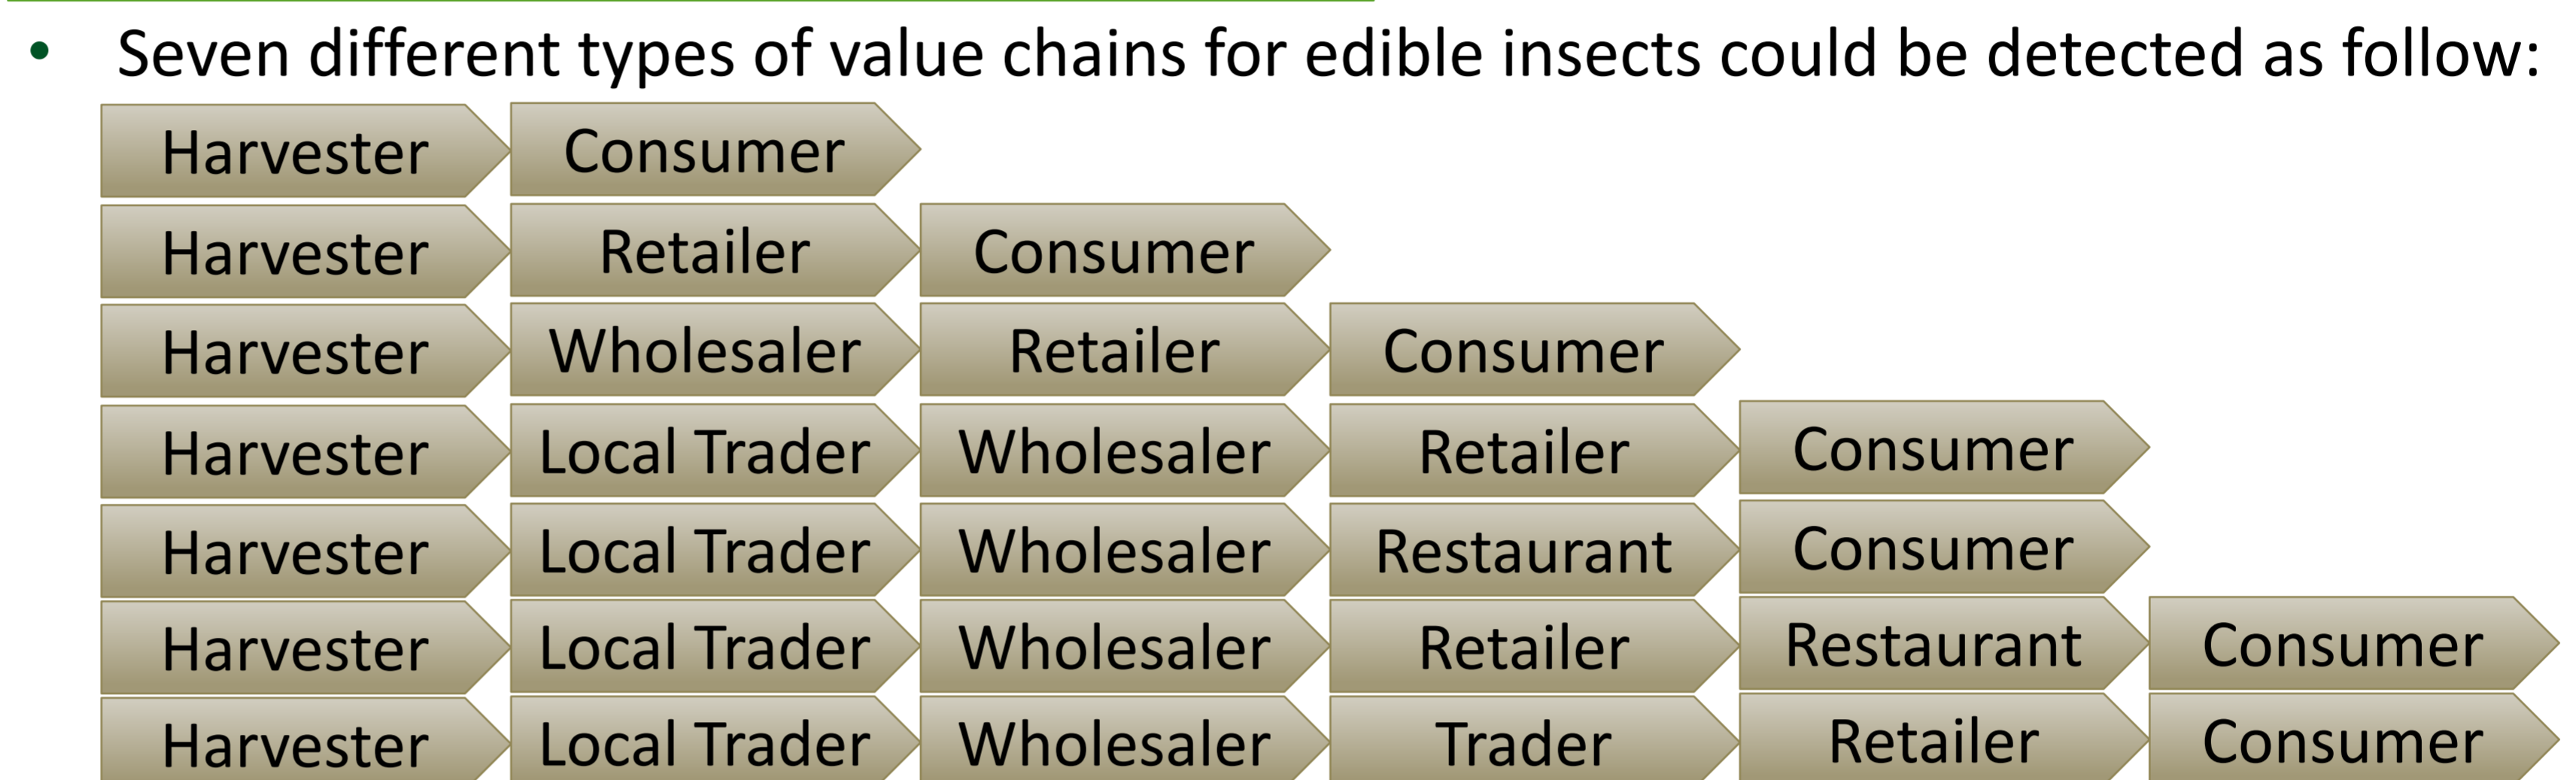 • Seven different types of value chains for edible insects could be detected as follow:
Harvester Consumer
Harvester Retailer Consumer
Harvester Wholesaler Retailer Consumer
Harvester Local Trader Wholesaler Retailer Consumer
Harvester Local Trader Wholesaler Restaurant Consumer
Harvester Local Trader Wholesaler Retailer Restaurant Consumer
Harvester Local Trader Wholesaler Trader Retailer Consumer